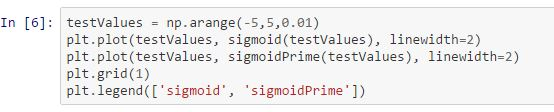 In [6]: testValues = np.arange(-5,5,0.01)
plt.plot(testValues, sigmoid(testValues), linewidth=2)
plt.plot(testValues, sigmoidPrime(testValues), linewidth=2)
plt.grid(1)
plt.legend(['sigmoid', 'sigmoidPrime'])